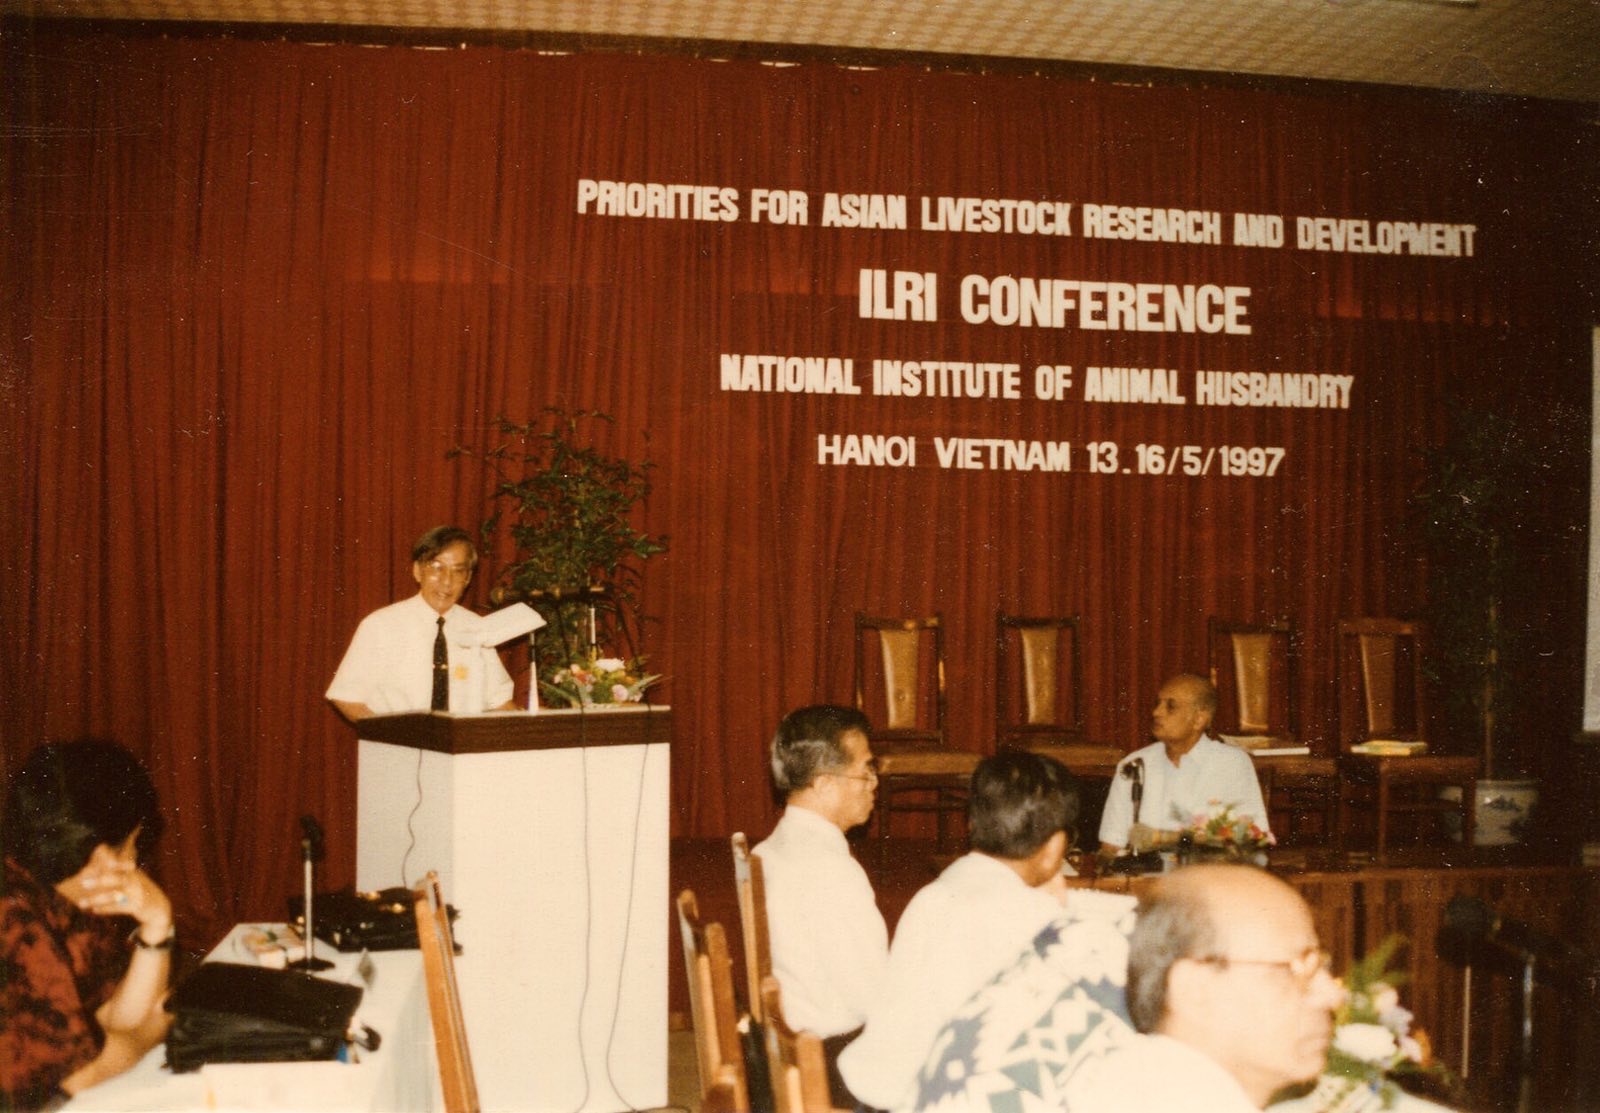 PRIORITIES FOR ASIAN LIVESTOCK RESEARCH AND DEVELOPMENT
ILRI CONFERENCE
NATIONAL INSTITUTE OF ANIMAL HUSBANDRY
HANOI VIETNAM 13.16/5/1997